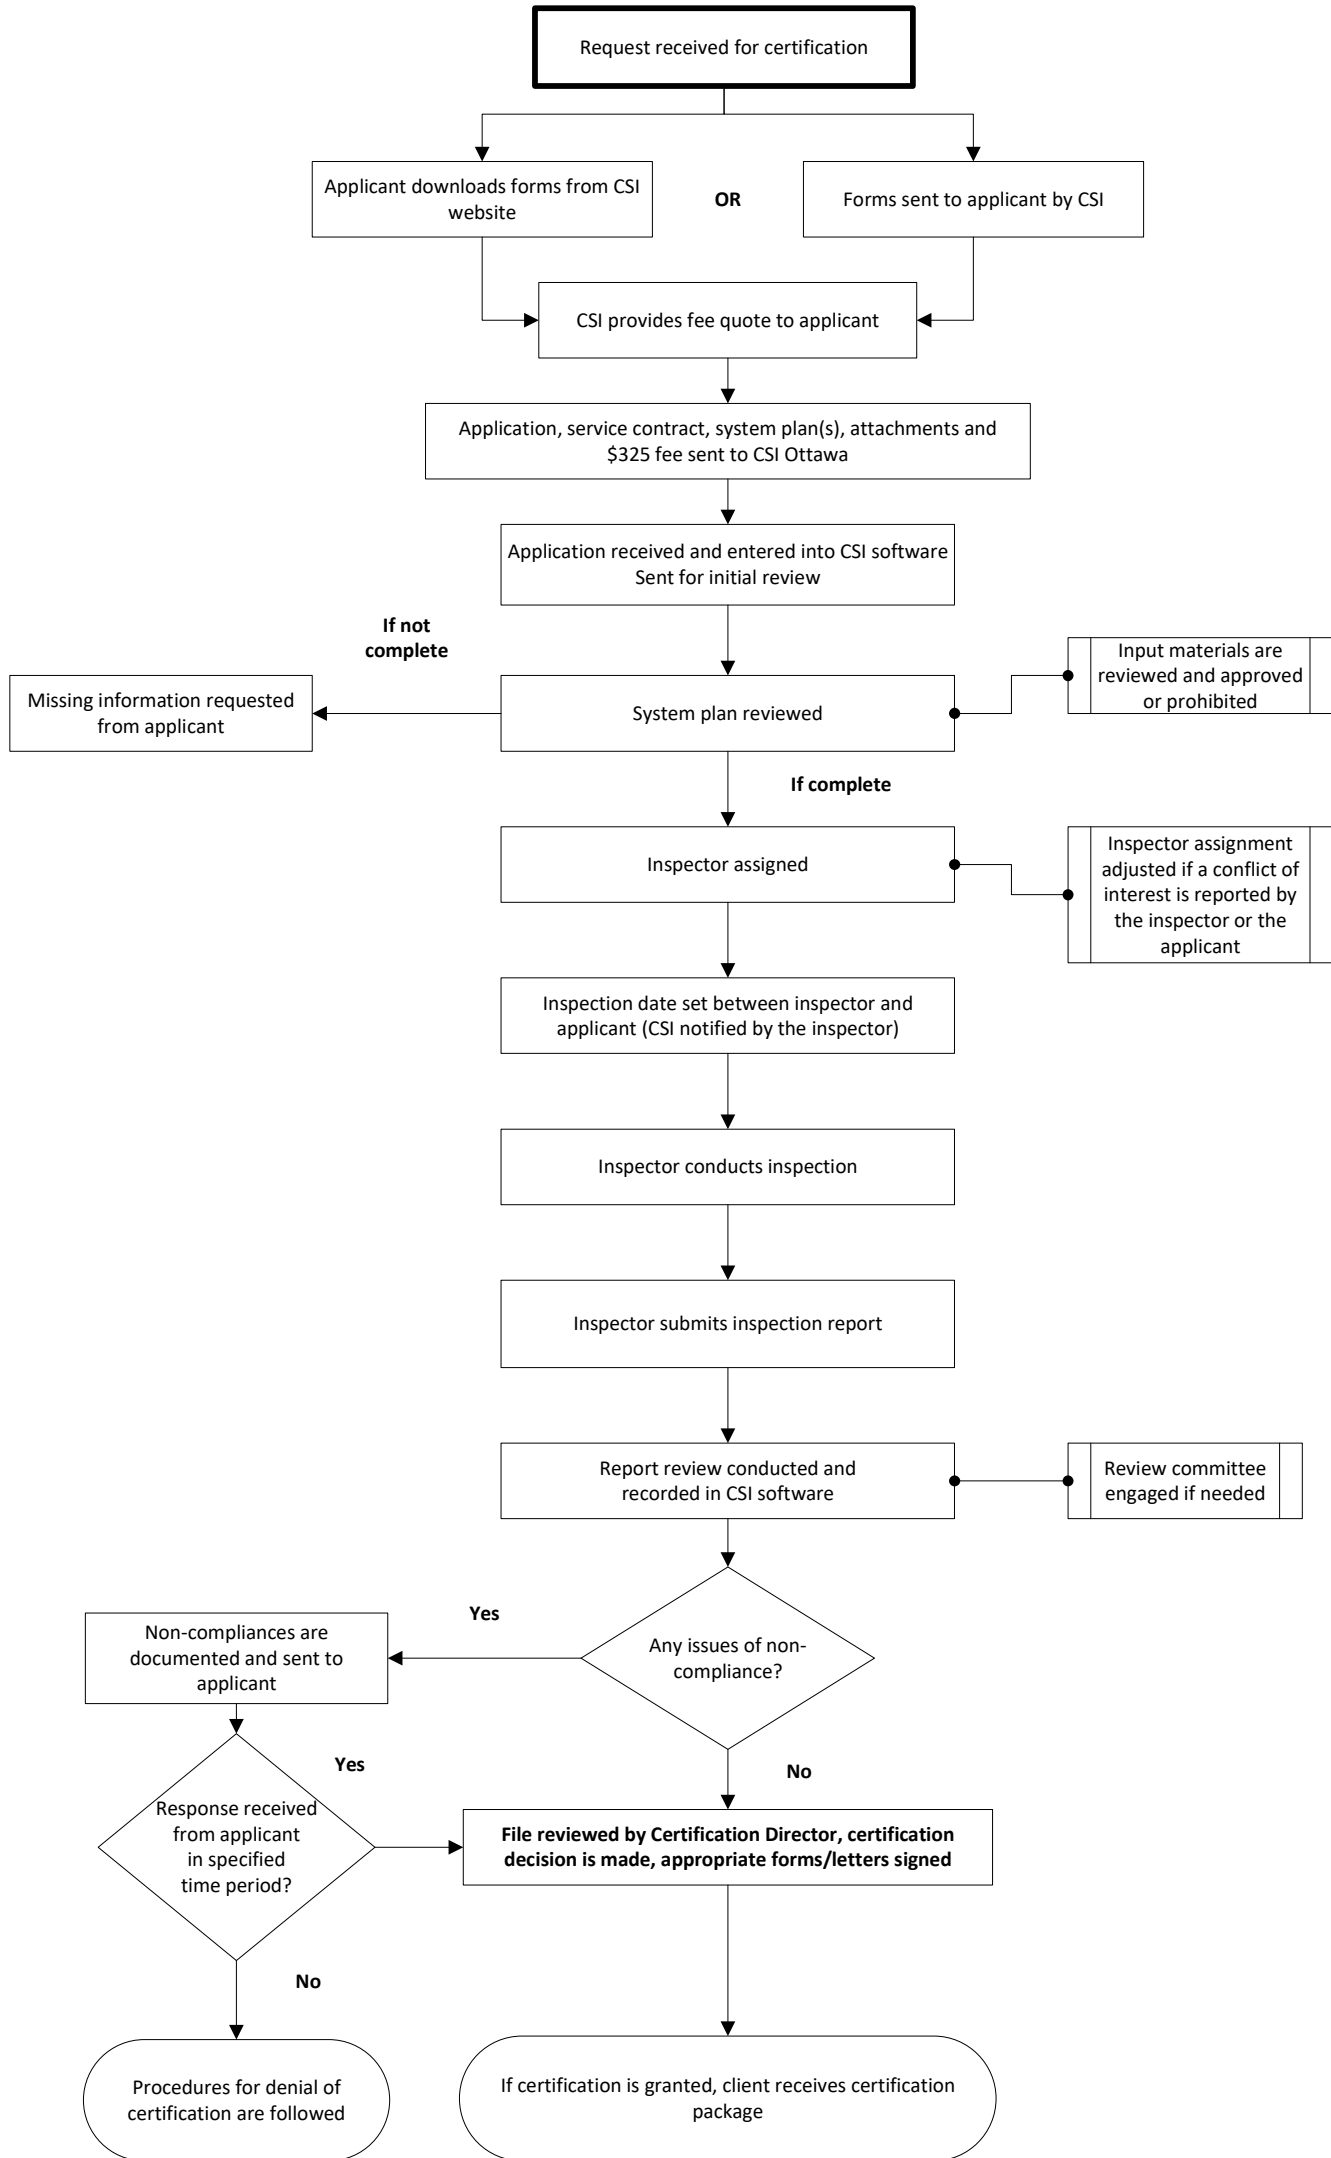 Request received for certification
Applicant downloads forms from CSI
website
OR
Forms sent to applicant by CSI
CSI provides fee quote to applicant
Application, service contract, system plan(s), attachments and
$325 fee sent to CSI Ottawa
Application received and entered into CSI software
Sent for initial review
If not
complete
Input materials are
reviewed and approved
or prohibited
Missing information requested
from applicant
System plan reviewed
If complete
Inspector assigned
Inspector assignment
adjusted if a conflict of
interest is reported by
the inspector or the
applicant
Inspection date set between inspector and
applicant (CSI notified by the inspector)
Inspector conducts inspection
Inspector submits inspection report
Report review conducted and
recorded in CSI software
Review committee
engaged if needed
Yes
Any issues of non-
compliance?
Non-compliances are
documented and sent to
applicant
Yes
No
Response received
from applicant
in specified
time period?
File reviewed by Certification Director, certification
decision is made, appropriate forms/letters signed
No
Procedures for denial of
certification are followed
If certification is granted, client receives certification
package